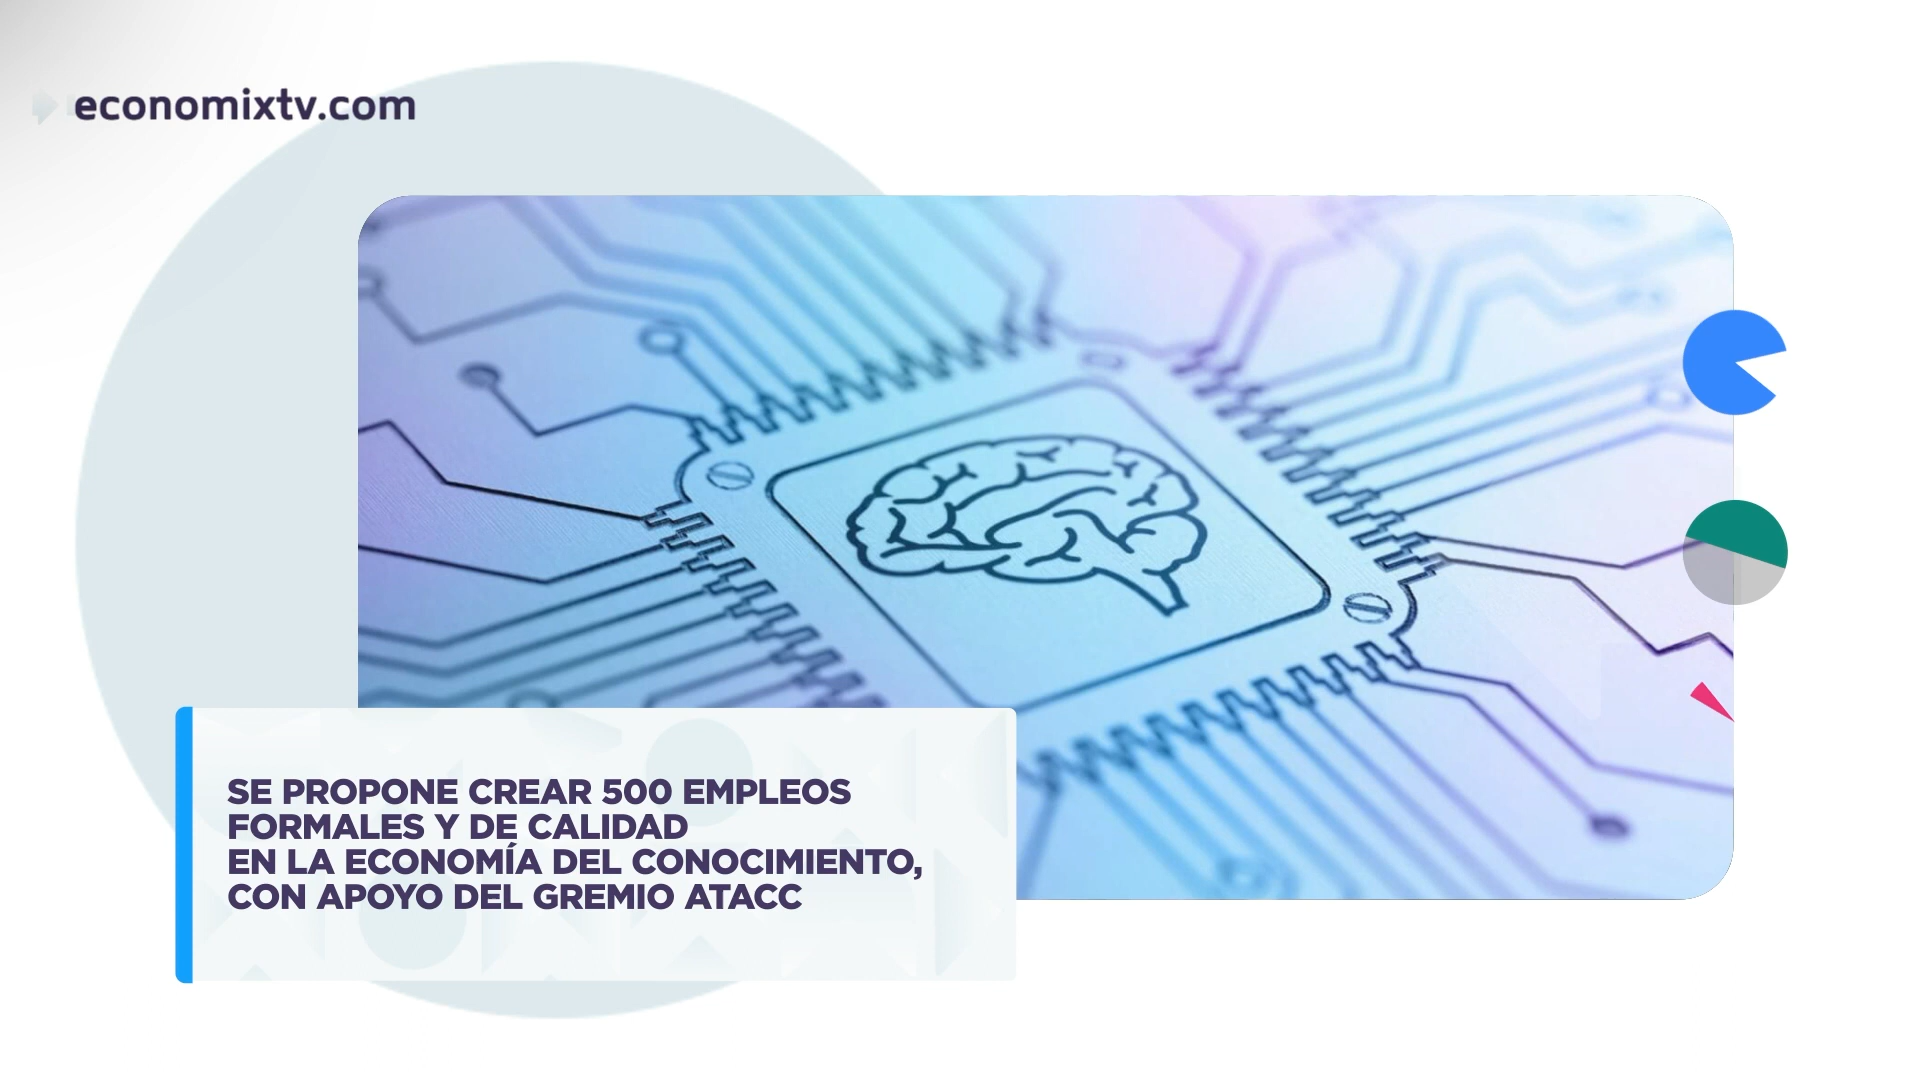 economixtv.com
SE PROPONE CREAR 500 EMPLEOS
FORMALES Y DE CALIDAD
EN LA ECONOMÍA DEL CONOCIMIENTO,
CON APOYO DEL GREMIO ATACC